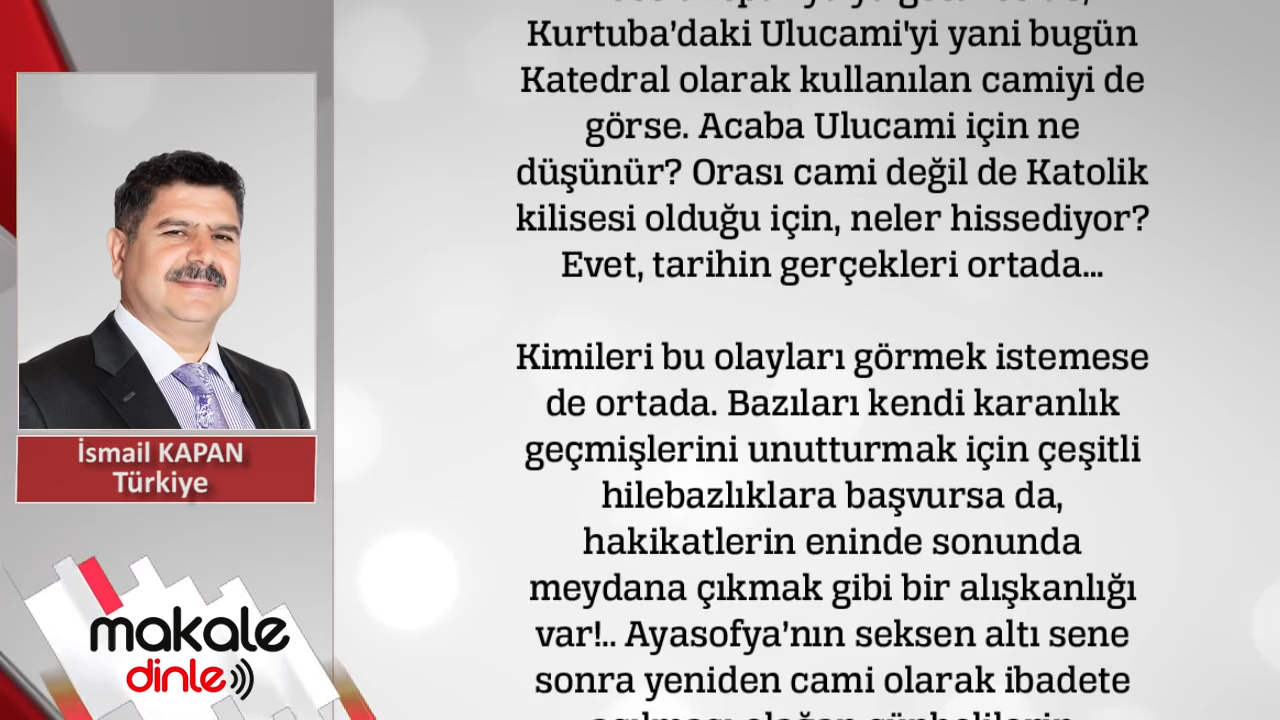 Kurtuba’daki Ulucami'yi yani bugün
Katedral olarak kullanılan camiyi de
görse. Acaba Ulucami için ne
düşünür? Orası cami değil de Katolik
kilisesi olduğu için, neler hissediyor?
Evet, tarihin gerçekleri ortada...
Kimileri bu olayları görmek istemese
de ortada. Bazıları kendi karanlık
geçmişlerini unutturmak için çeşitli
hilebazlıklara başvursa da,
hakikatlerin eninde sonunda
meydana çıkmak gibi bir alışkanlığı
var!.. Ayasofya’nın seksen altı sene
sonra yeniden cami olarak ibadete
İsmail KAPAN
Türkiye
makale
dinle